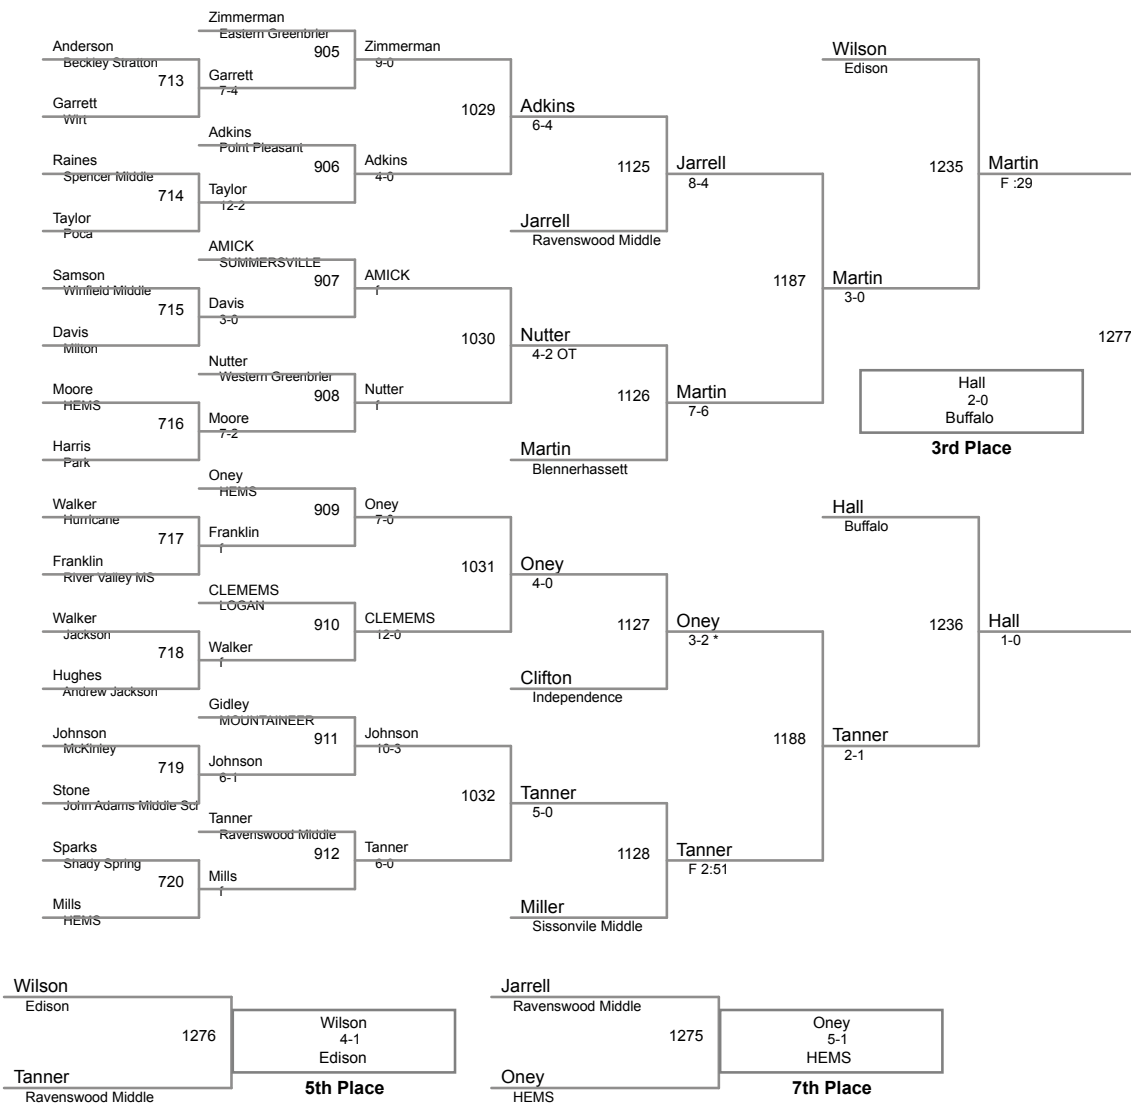 Zimmerman
Eastern Greenbrier
Anderson
Beckley Stratton
905
Zimmerman
9-0
Wilson
Edison
713
Garrett
7-4
Garrett
Wirt
1029
Adkins
6-4
Adkins
Point Pleasant
Raines
Spencer Middle
906
Adkins
4-0
1125
Jarrell
8-4
1235
Martin
F :29
714
Taylor
12-2
Taylor
Poca
Jarrell
Ravenswood Middle
AMICK
SUMMERSVILLE
Samson
Winfield Middle
907
AMICK
f
1187
Martin
3-0
715
Davis
3-0
Davis
Milton
1030
Nutter
4-2 OT
1277
Nutter
Western Greenbrier
Moore
HEMS
908
Nutter
f
1126
Martin
7-6
Hall
2-0
Buffalo
3rd Place
716
Moore
7-2
Harris
Park
Martin
Blennerhassett
Oney
HEMS
Walker
Hurricane
909
Oney
7-0
Hall
Buffalo
717
Franklin
f
Franklin
River Valley MS
1031
Oney
4-0
CLEMEMS
LOGAN
Walker
Jackson
910
CLEMEMS
12-0
1127
Oney
3-2 *
1236
Hall
1-0
718
Walker
f
Hughes
Andrew Jackson
Clifton
Independence
Gidley
MOUNTAINEER
Johnson
McKinley
911
Johnson
10-3
1188
Tanner
2-1
719
Johnson
6-1
Stone
John Adams Middle Scl
1032
Tanner
5-0
Tanner
Ravenswood Middle
Sparks
Shady Spring
912
Tanner
6-0
1128
Tanner
F 2:51
720
Mills
f
Mills
HEMS
Miller
Sissonvile Middle
Wilson
Edison
1276
Wilson
4-1
Edison
5th Place
Tanner
Ravenswood Middle
Jarrell
Ravenswood Middle
1275
Oney
5-1
HEMS
7th Place
Oney
HEMS